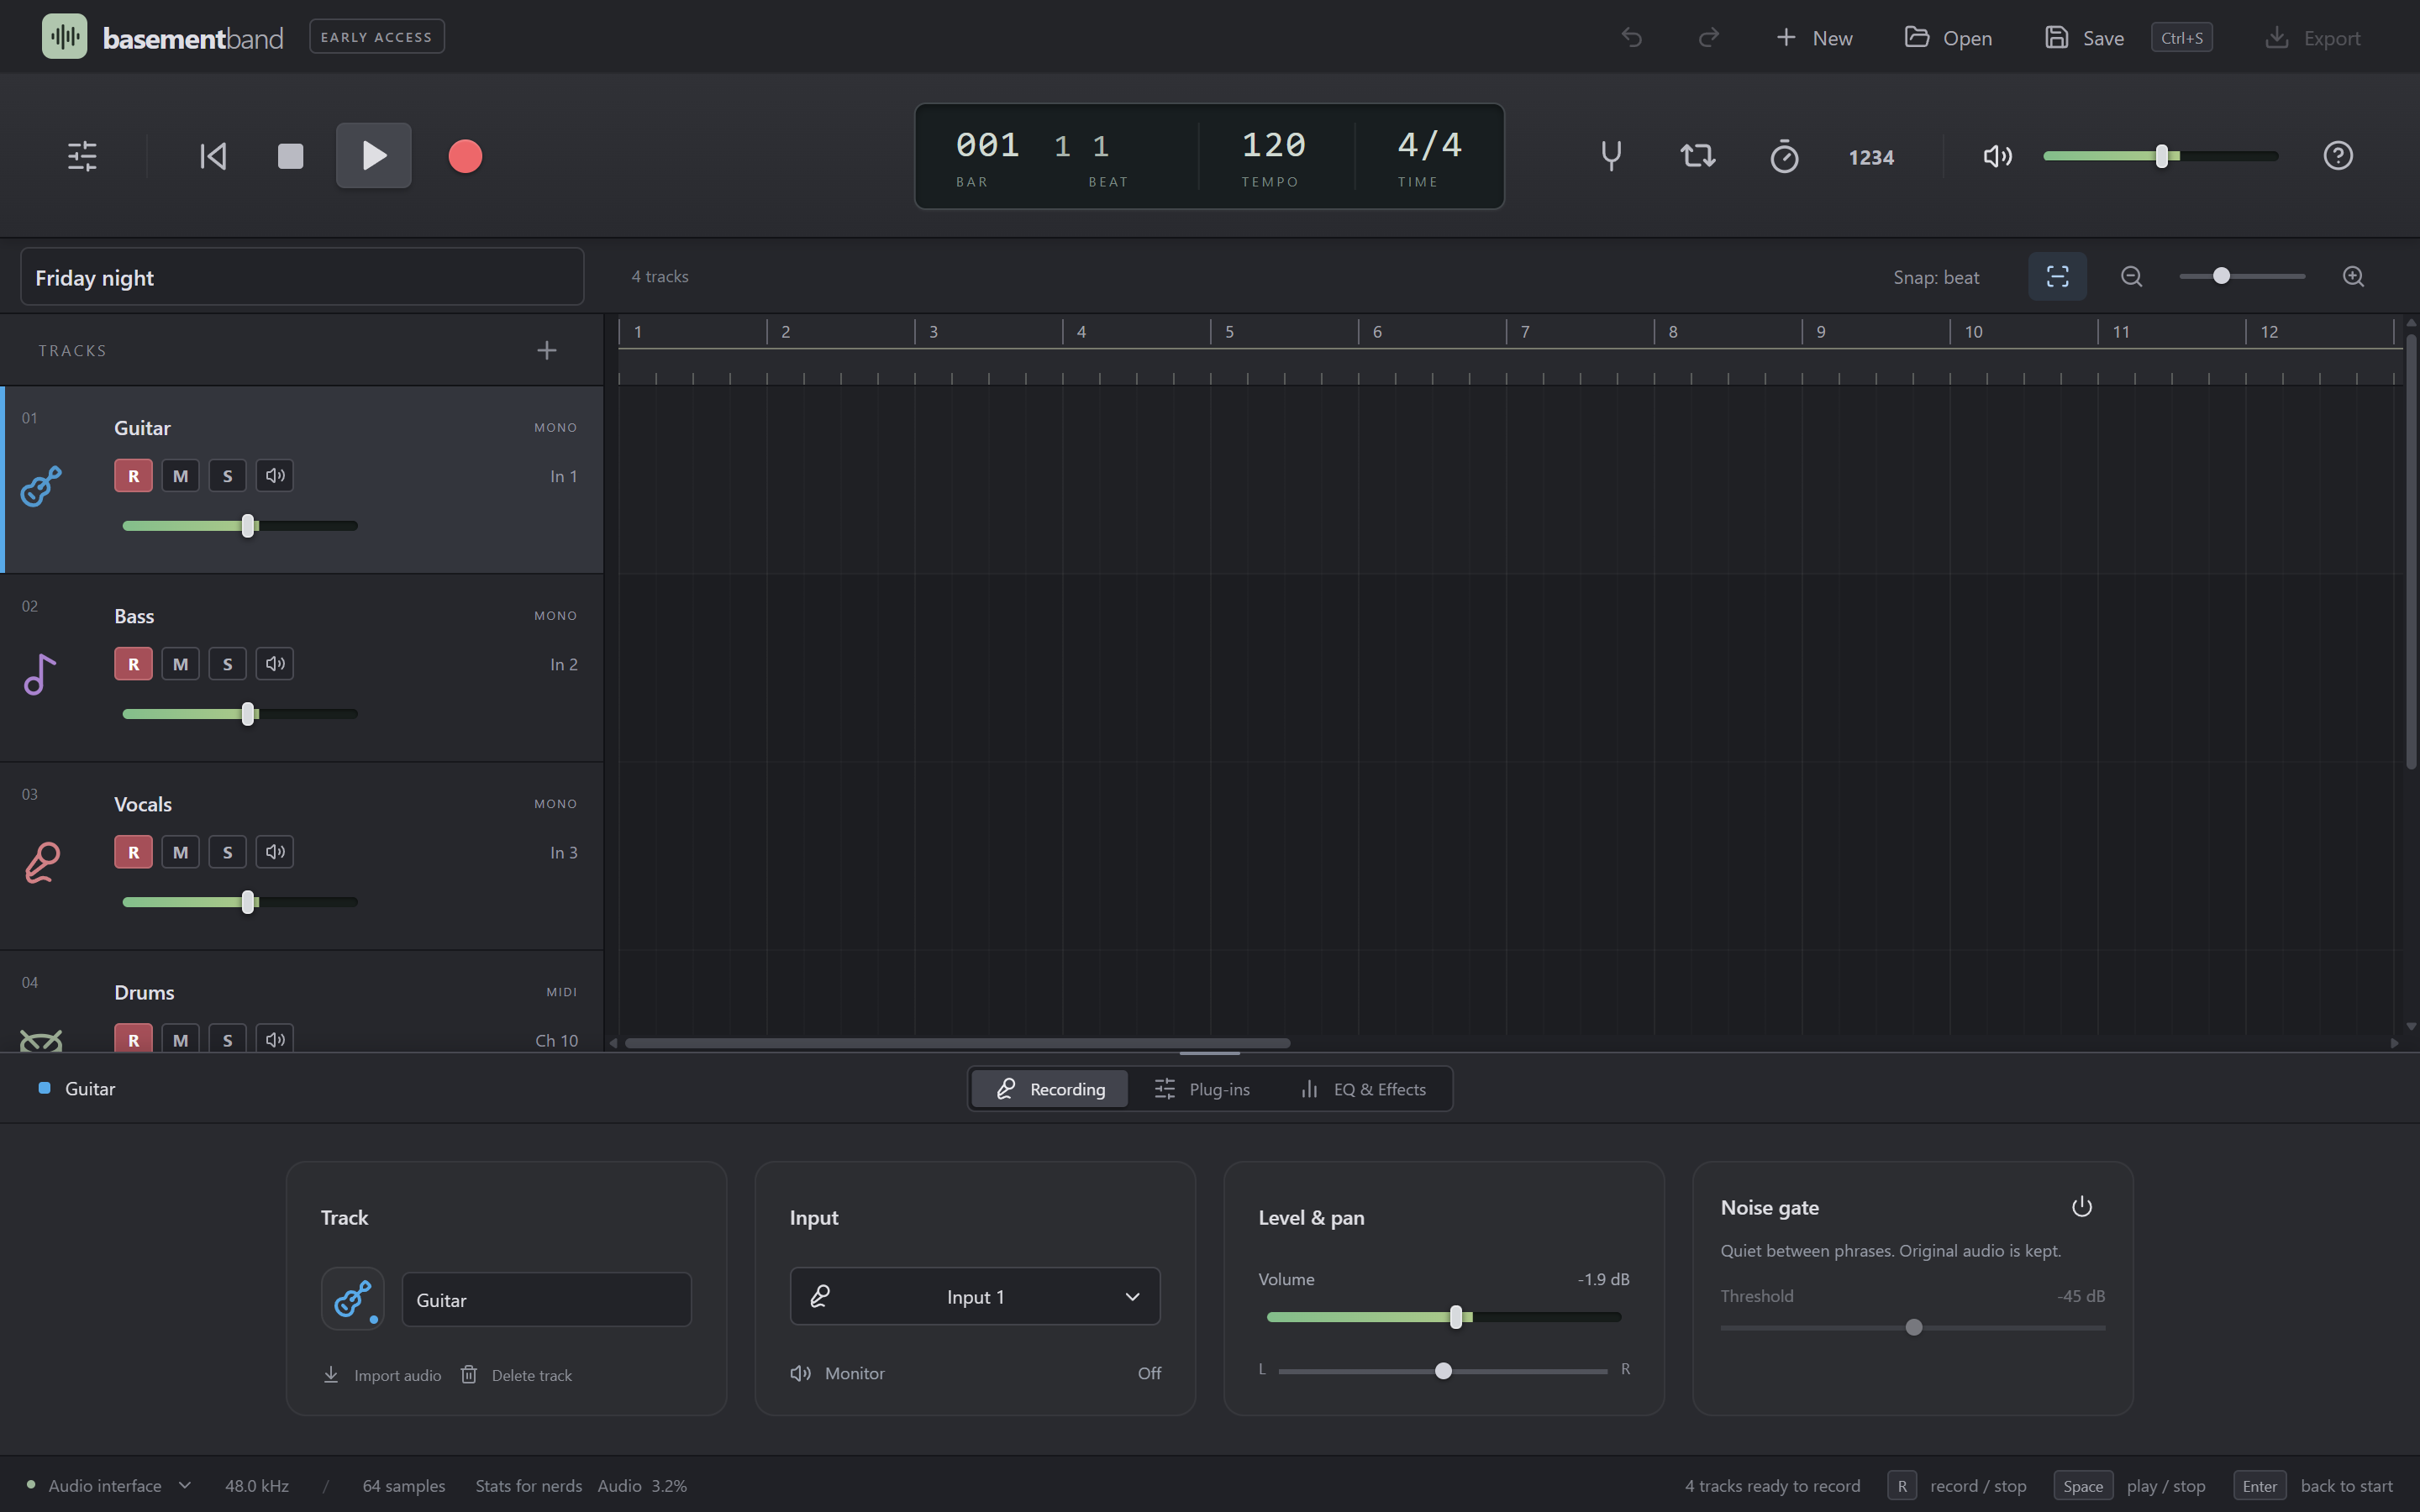 basementband EARLY ACCESS New Open Save Ctrl+S Export
001 1 1 120 4/4
BAR BEAT TEMPO TIME
1234
Friday night 4 tracks Snap: beat
TRACKS
1 2 3 4 5 6 7 8 9 10 11 12
01 Guitar MONO
R M S In 1
02 Bass MONO
R M S In 2
03 Vocals MONO
R M S In 3
04 Drums MIDI
R M S Ch 10
Guitar Recording Plug-ins EQ & Effects
Track
Guitar
Import audio Delete track
Input
Input 1
Monitor Off
Level & pan
Volume -1.9 dB
L R
Noise gate
Quiet between phrases. Original audio is kept.
Threshold -45 dB
Audio interface 48.0 kHz / 64 samples Stats for nerds Audio 3.2% 4 tracks ready to record R record / stop Space play / stop Enter back to start